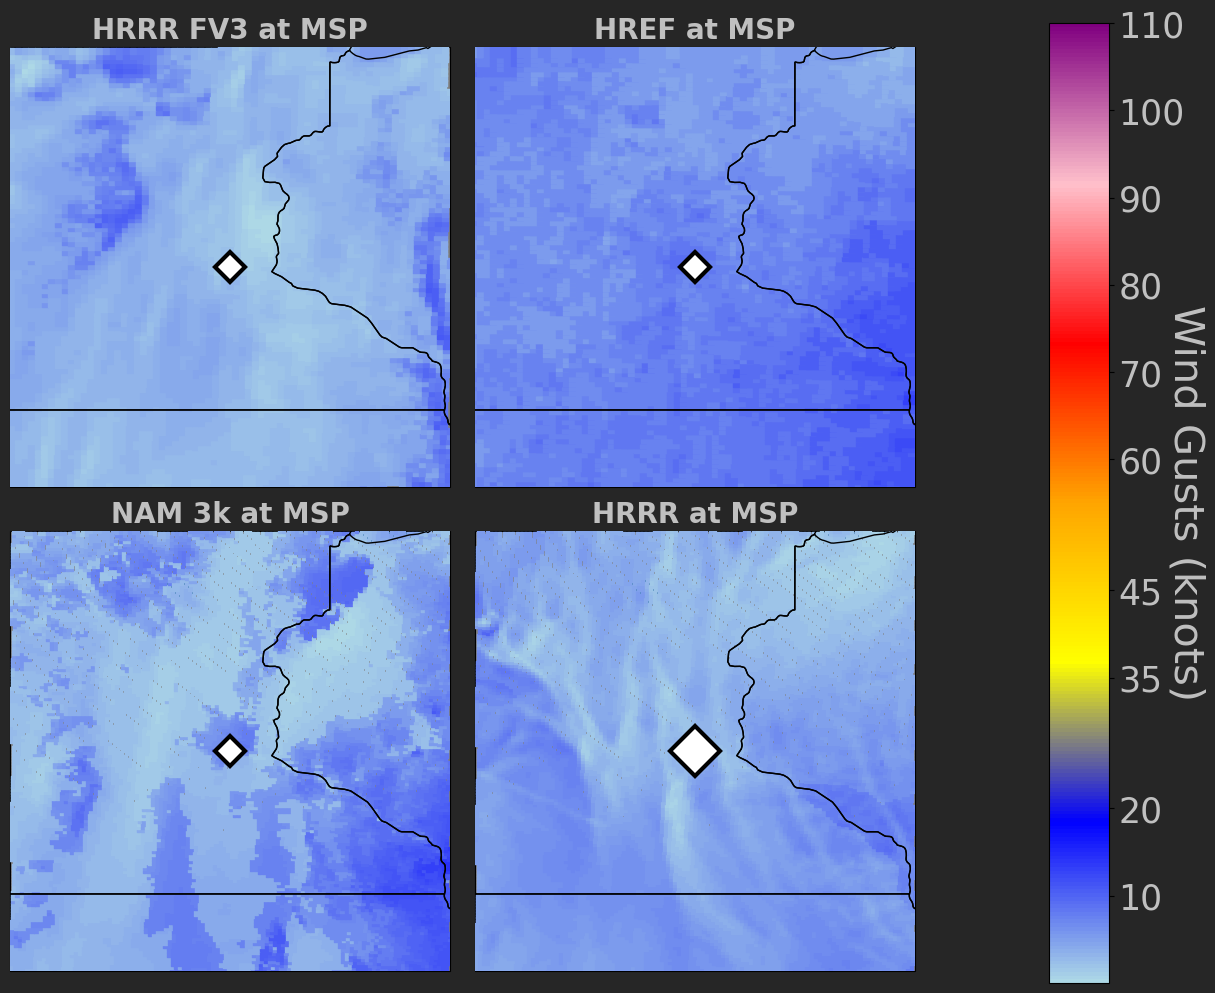 HRRR FV3 at MSP
HREF at MSP
NAM 3k at MSP
HRRR at MSP
110
100
90
80
70
60
45
35
20
10
Wind Gusts (knots)